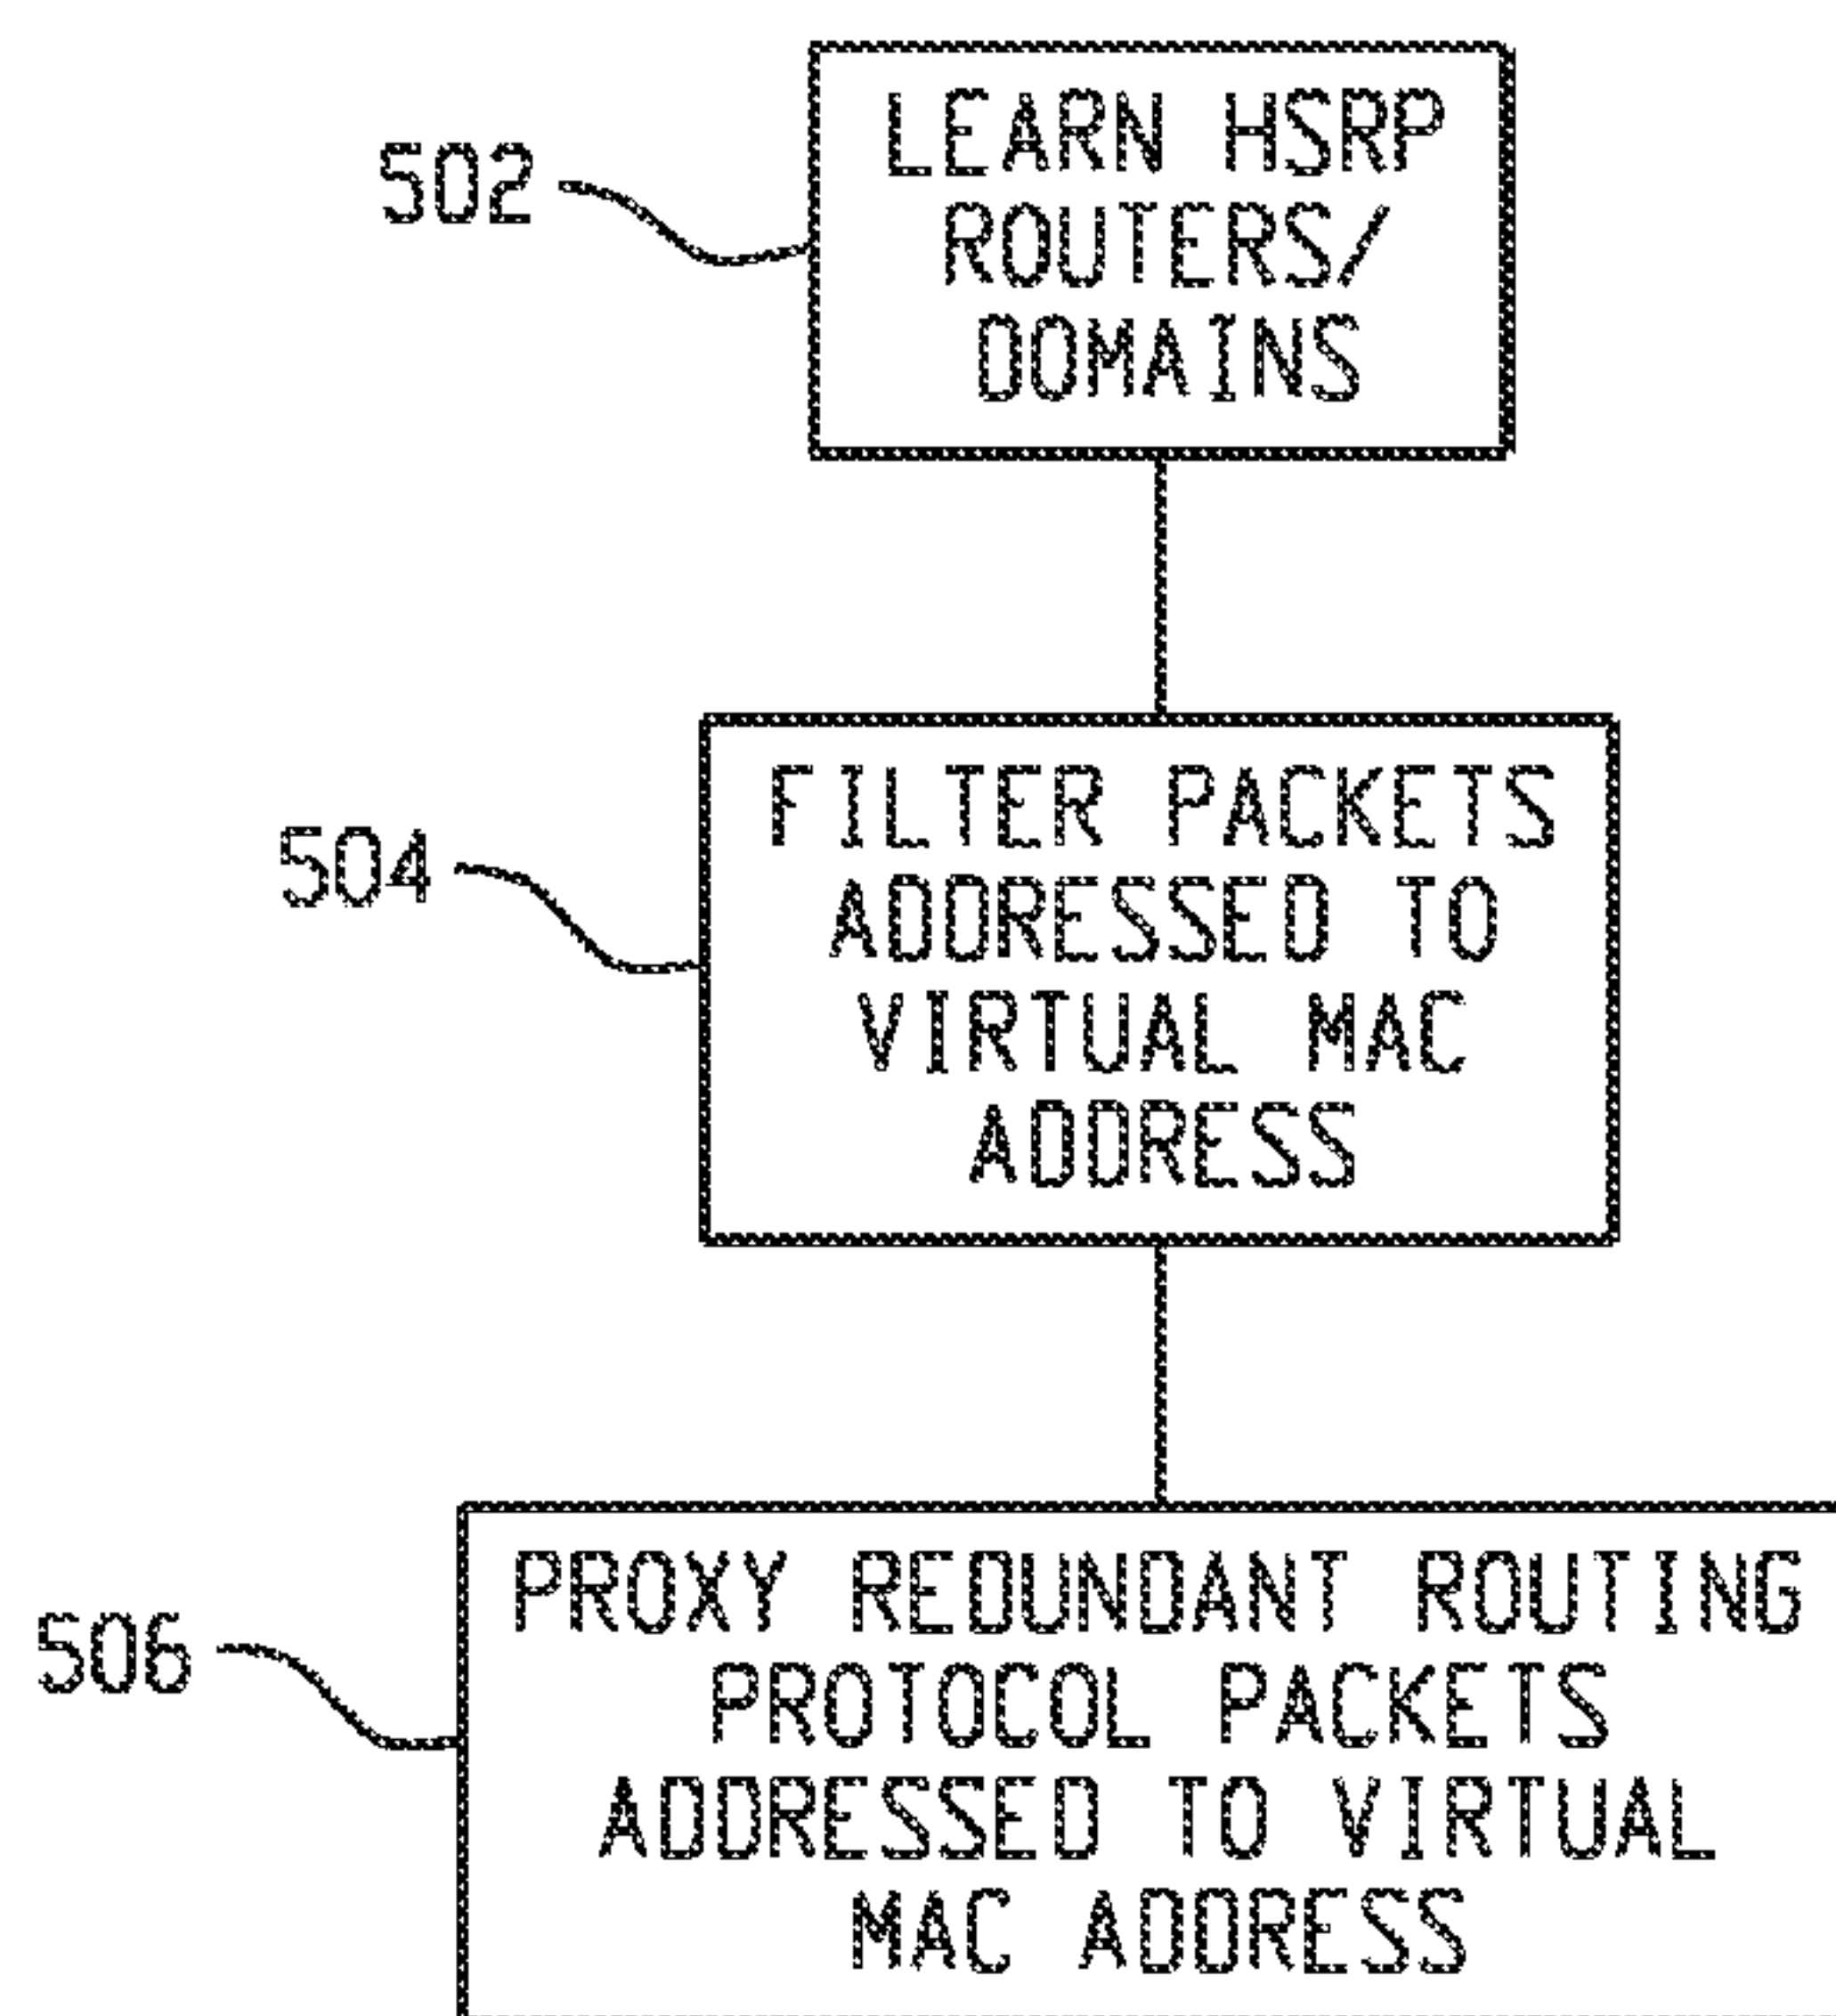 502
LEARN HSRP
ROUTERS/
DOMAINS
504
FILTER PACKETS
ADDRESSED TO
VIRTUAL MAC
ADDRESS
506
PROXY REDUNDANT ROUTING
PROTOCOL PACKETS
ADDRESSED TO VIRTUAL
MAC ADDRESS